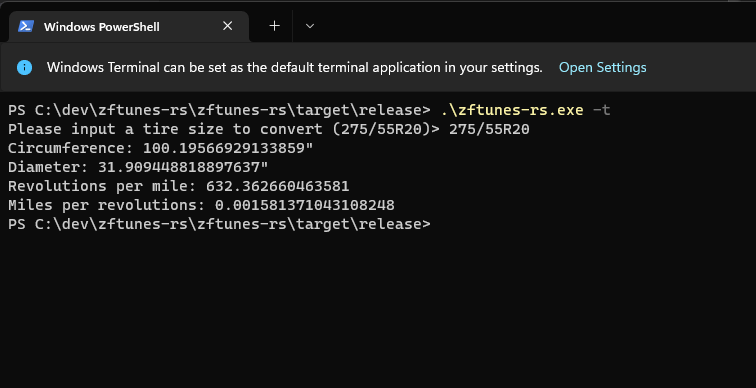 Windows PowerShell
Windows Terminal can be set as the default terminal application in your settings. Open Settings
PS C:\dev\zftunes-rs\zftunes-rs\target\release> .\zftunes-rs.exe -t
Please input a tire size to convert (275/55R20)> 275/55R20
Circumference: 100.19566929133859"
Diameter: 31.909448818897637"
Revolutions per mile: 632.362660463581
Miles per revolutions: 0.001581371043108248
PS C:\dev\zftunes-rs\zftunes-rs\target\release>